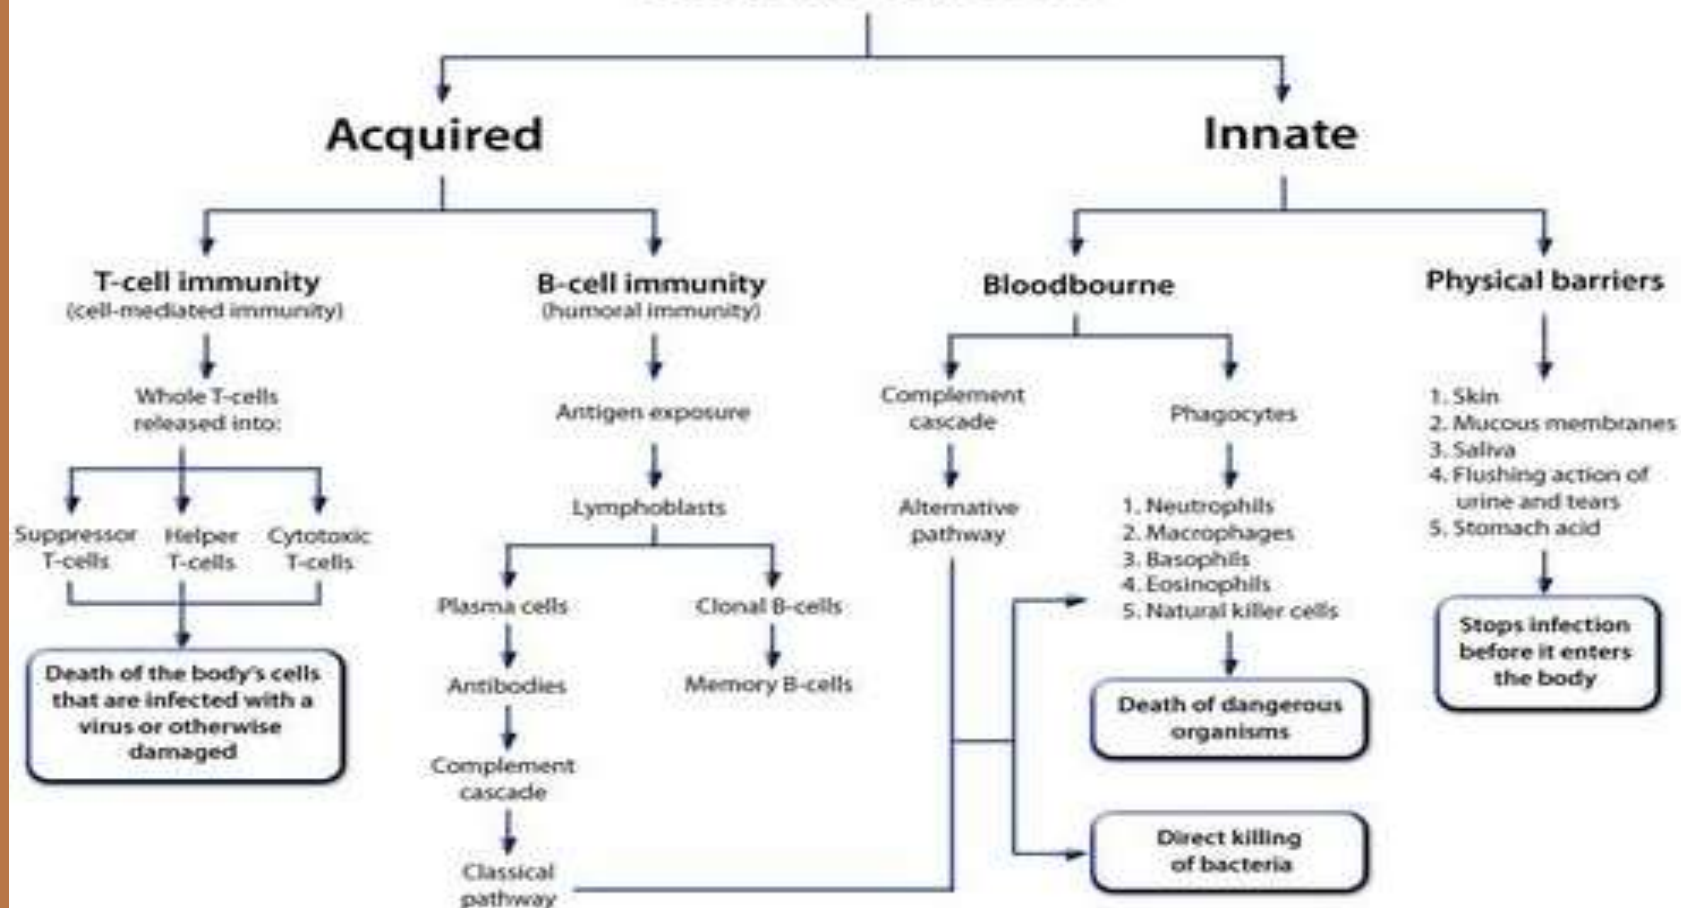 Acquired
Innate
T-cell immunity
(cell-mediated immunity)
B-cell immunity
(humoral immunity)
Bloodbourne
Physical barriers
Whole T-cells
released into:
Antigen exposure
Complement
cascade
Phagocytes
1. Skin
2. Mucous membranes
3. Saliva
4. Flushing action of
urine and tears
5. Stomach acid
Suppressor
T-cells
Helper
T-cells
Cytotoxic
T-cells
Lymphoblasts
Alternative
pathway
1. Neutrophils
2. Macrophages
3. Basophils
4. Eosinophils
5. Natural killer cells
Plasma cells
Clonal B-cells
Stops infection
before it enters
the body
Death of the body's cells
that are infected with a
virus or otherwise
damaged
Antibodies
Memory B-cells
Death of dangerous
organisms
Complement
cascade
Direct killing
of bacteria
Classical
pathway